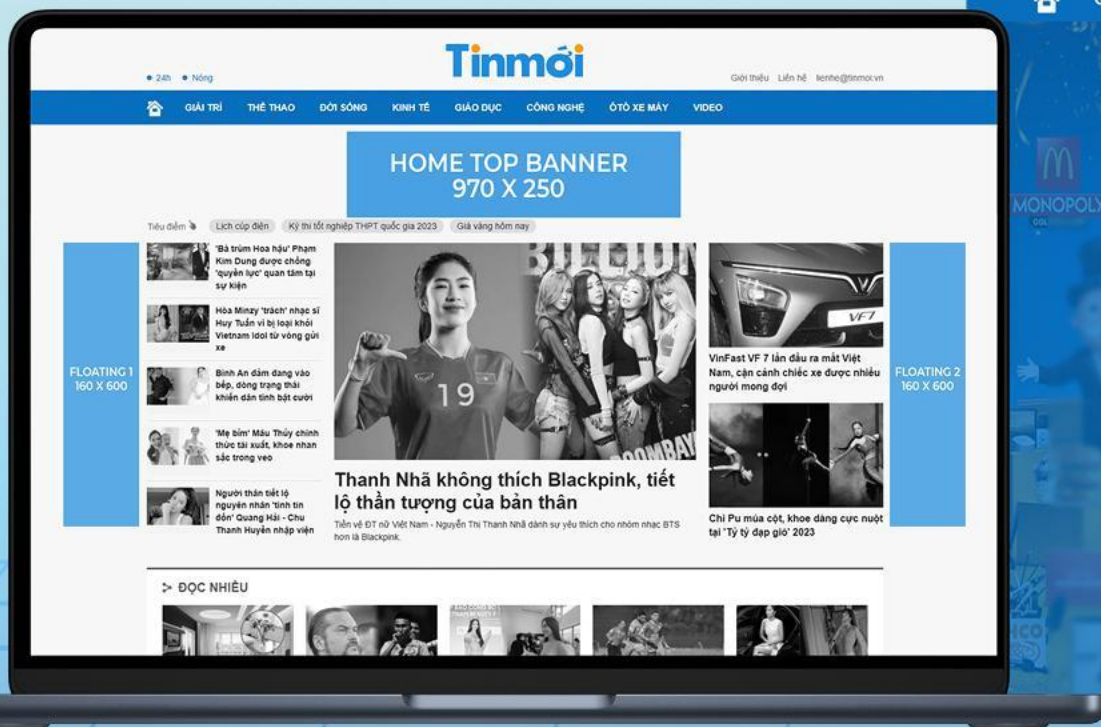 Tinmới
24h
Nóng
Giới thiệu
Liên hệ
lienhe@tinmoi.vn
GIẢI TRÍ
THỂ THAO
ĐỜI SỐNG
KINH TẾ
GIÁO DỤC
CÔNG NGHỆ
ÔTÔ XE MÁY
VIDEO
HOME TOP BANNER
970 X 250
Tiêu điểm
Lịch cúp điện
Kỳ thi tốt nghiệp THPT quốc gia 2023
Giá vàng hôm nay
FLOATING 1
160 X 600
'Bà trùm Hoa hậu' Phạm
Kim Dung được chồng
'quyền lực' quan tâm tại
sự kiện
Hòa Minzy 'trách' nhạc sĩ
Huy Tuấn vì bị loại khỏi
Vietnam Idol từ vòng gửi
xe
Bình An đảm đang vào
bếp, dòng trạng thái
khiến dân tình bật cười
'Mẹ bỉm' Mâu Thủy chính
thức tái xuất, khoe nhan
sắc trong veo
Người thân tiết lộ
nguyên nhân 'tình tin
đồn' Quang Hải - Chu
Thanh Huyền nhập viện
BILLION
19
BOOMBAY
Thanh Nhã không thích Blackpink, tiết
lộ thần tượng của bản thân
Tiền vệ ĐT nữ Việt Nam - Nguyễn Thị Thanh Nhã dành sự yêu thích cho nhóm nhạc BTS
hơn là Blackpink.
VF7
VinFast VF 7 lần đầu ra mắt Việt
Nam, cận cảnh chiếc xe được nhiều
người mong đợi
Chi Pu múa cột, khoe dáng cực nuột
tại 'Tỷ tỷ đạp gió' 2023
FLOATING 2
160 X 600
ĐỌC NHIỀU
MONOPOLY